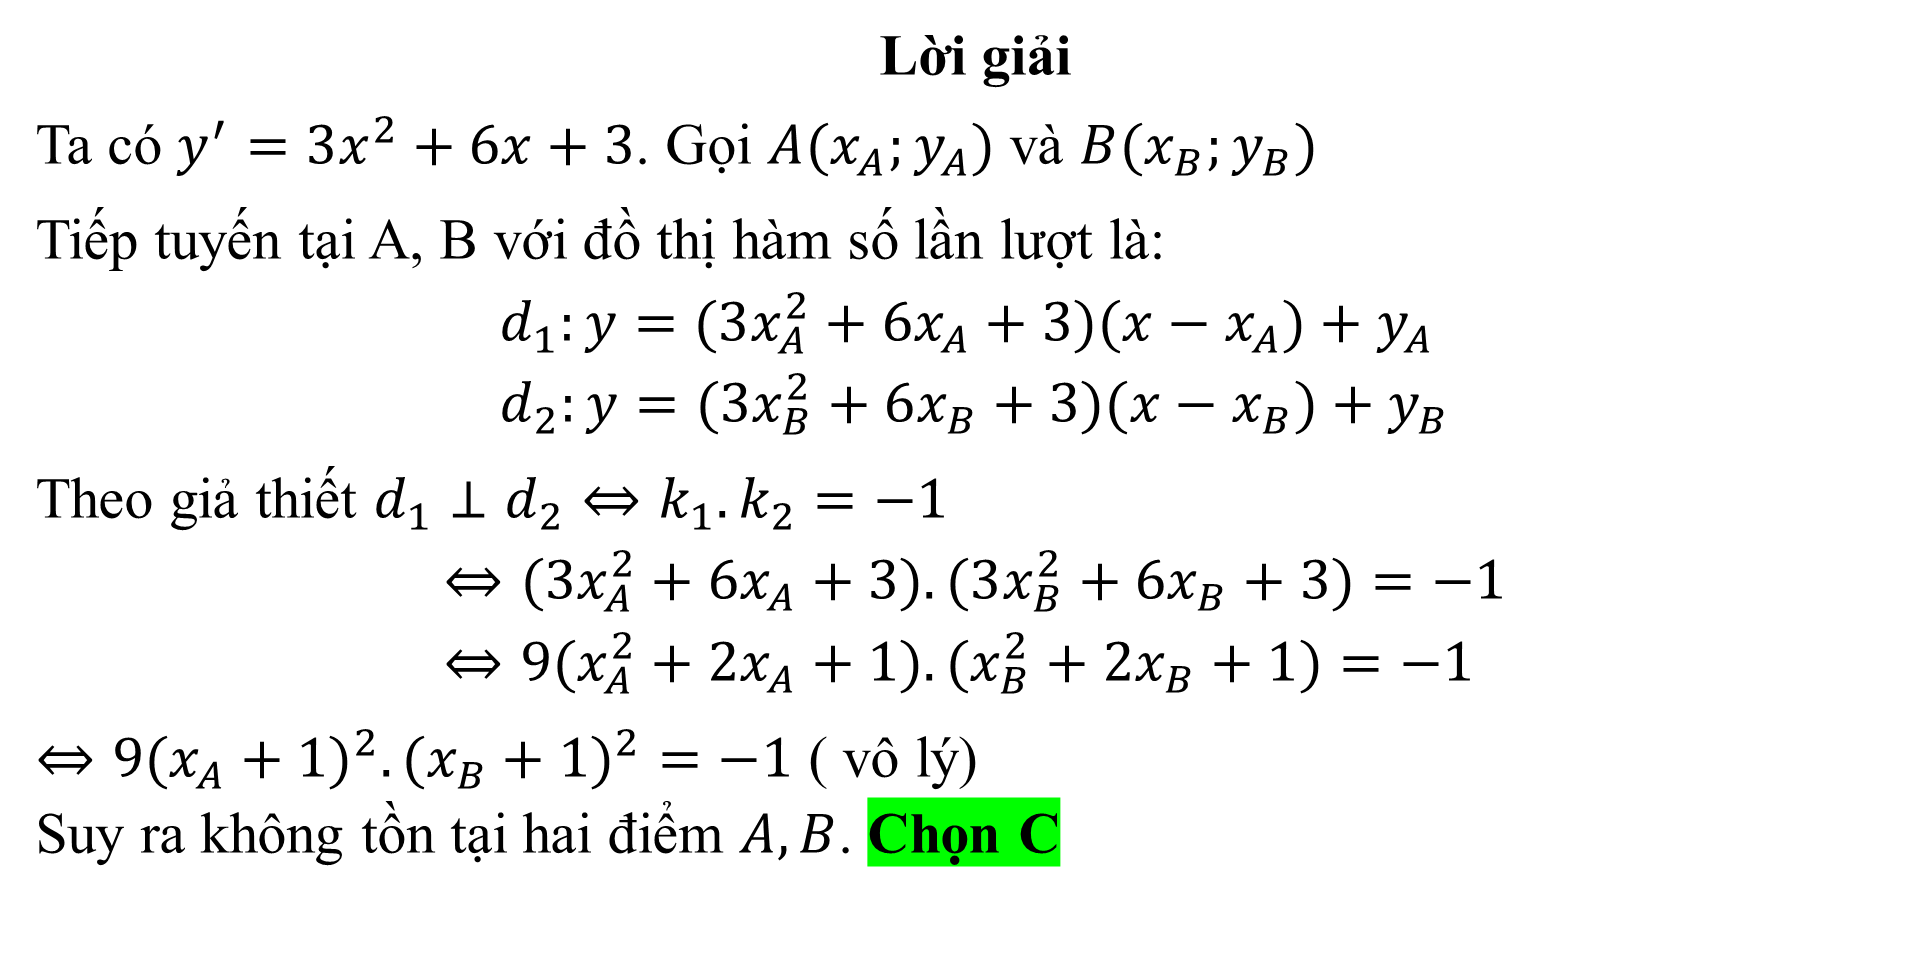 Lời giải
Ta có y′ = 3x² + 6x + 3. Gọi A(x_A; y_A) và B(x_B; y_B)
Tiếp tuyến tại A, B với đồ thị hàm số lần lượt là:
d₁: y = (3x_A² + 6x_A + 3)(x − x_A) + y_A
d₂: y = (3x_B² + 6x_B + 3)(x − x_B) + y_B
Theo giả thiết d₁ ⊥ d₂ ⇔ k₁. k₂ = −1
⇔ (3x_A² + 6x_A + 3). (3x_B² + 6x_B + 3) = −1
⇔ 9(x_A² + 2x_A + 1). (x_B² + 2x_B + 1) = −1
⇔ 9(x_A + 1)². (x_B + 1)² = −1 ( vô lý)
Suy ra không tồn tại hai điểm A, B. Chọn C